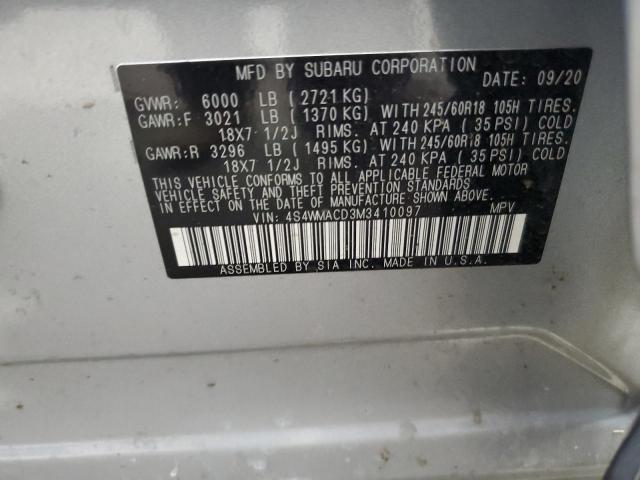 MFD BY SUBARU CORPORATION DATE: 09/20
GVWR: 6000 LB (2721 KG)
GAWR:F 3021 LB (1370 KG) WITH 245/60R18 105H TIRES.
18X7 1/2J RIMS. AT 240 KPA (35 PSI) COLD
GAWR:R 3296 LB (1495 KG) WITH 245/60R18 105H TIRES.
18X7 1/2J RIMS. AT 240 KPA (35 PSI) COLD
THIS VEHICLE CONFORMS TO ALL APPLICABLE FEDERAL MOTOR
VEHICLE SAFETY AND THEFT PREVENTION STANDARDS
IN EFFECT ON THE DATE OF MANUFACTURE SHOWN ABOVE.
VIN: 4S4WMACD3M3410097 MPV
ASSEMBLED BY SIA INC. MADE IN U.S.A.